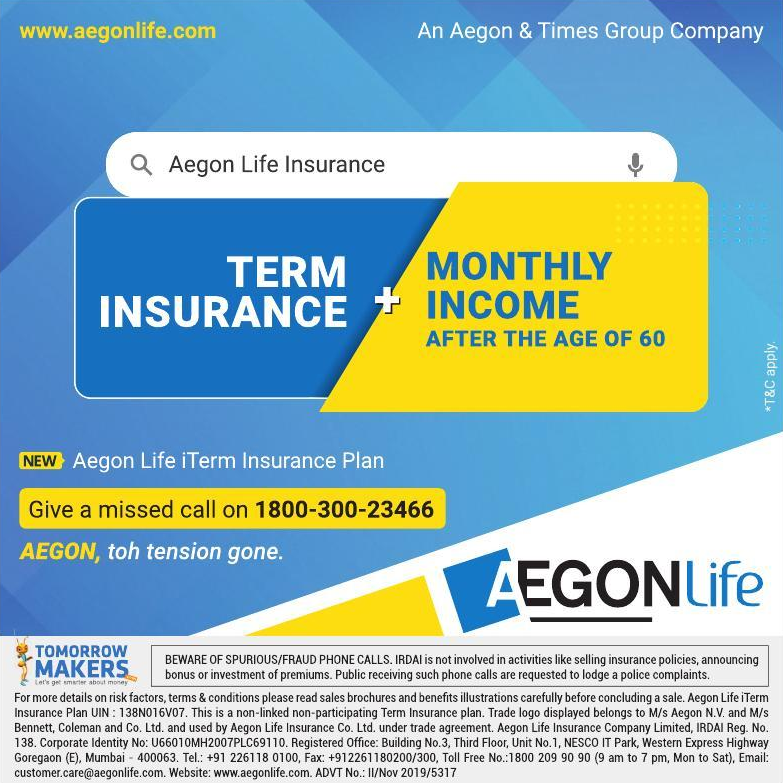 www.aegonlife.com
An Aegon & Times Group Company
Aegon Life Insurance
TERM
INSURANCE
+
MONTHLY
INCOME
AFTER THE AGE OF 60
*T&C apply.
NEW Aegon Life iTerm Insurance Plan
Give a missed call on 1800-300-23466
AEGON, toh tension gone.
AEGONLife
TOMORROW
MAKERS
Let's get smarter about money
BEWARE OF SPURIOUS/FRAUD PHONE CALLS. IRDAI is not involved in activities like selling insurance policies, announcing
bonus or investment of premiums. Public receiving such phone calls are requested to lodge a police complaints.
For more details on risk factors, terms & conditions please read sales brochures and benefits illustrations carefully before concluding a sale. Aegon Life iTerm
Insurance Plan UIN : 138N016V07. This is a non-linked non-participating Term Insurance plan. Trade logo displayed belongs to M/s Aegon N.V. and M/s
Bennett, Coleman and Co. Ltd. and used by Aegon Life Insurance Co. Ltd. under trade agreement. Aegon Life Insurance Company Limited, IRDAI Reg. No.
138. Corporate Identity No: U66010MH2007PLC69110. Registered Office: Building No.3, Third Floor, Unit No.1, NESCO IT Park, Western Express Highway
Goregaon (E), Mumbai - 400063. Tel.: +91 226118 0100, Fax: +912261180200/300, Toll Free No.:1800 209 90 90 (9 am to 7 pm, Mon to Sat), Email:
customer.care@aegonlife.com. Website: www.aegonlife.com. ADVT No.: II/Nov 2019/5317